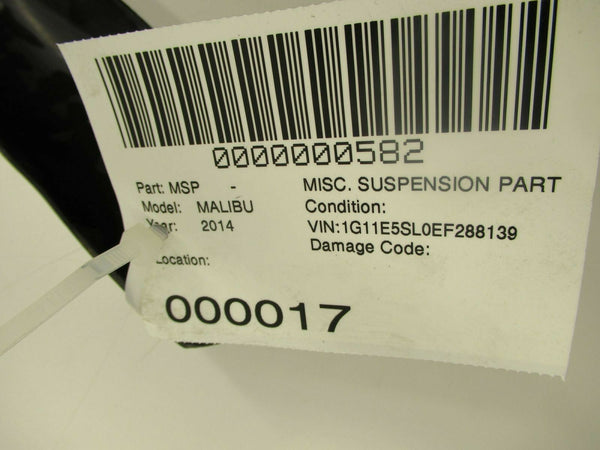 0000000582
Part: MSP - MISC. SUSPENSION PART
Model: MALIBU Condition:
Year: 2014 VIN:1G11E5SL0EF288139
Damage Code:
Location:
000017